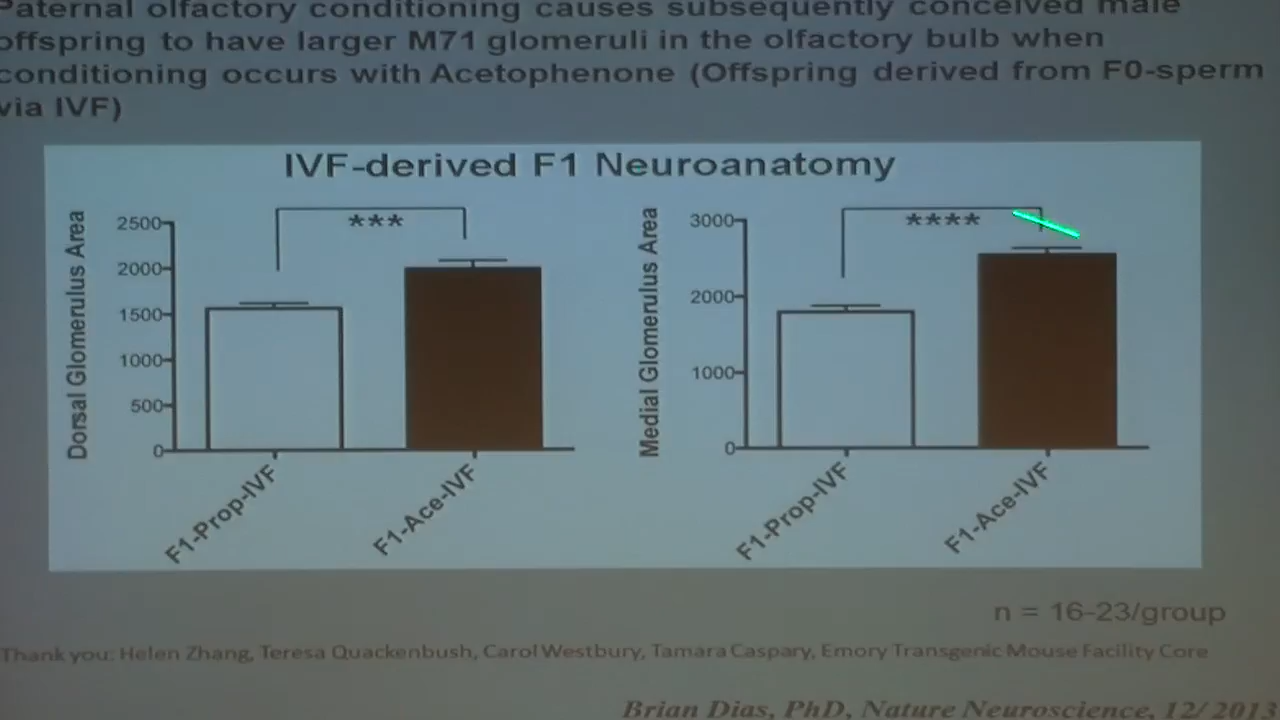 Paternal olfactory conditioning causes subsequently conceived male
offspring to have larger M71 glomeruli in the olfactory bulb when
conditioning occurs with Acetophenone (Offspring derived from F0-sperm
via IVF)
IVF-derived F1 Neuroanatomy
Dorsal Glomerulus Area
2500
2000
1500
1000
500
0
***
F1-Prop-IVF
F1-Ace-IVF
Medial Glomerulus Area
3000
2000
1000
0
****
F1-Prop-IVF
F1-Ace-IVF
n = 16-23/group
Thank you: Helen Zhang, Teresa Quackenbush, Carol Westbury, Tamara Caspary, Emory Transgenic Mouse Facility Core
Brian Dias, PhD, Nature Neuroscience, 12/2013